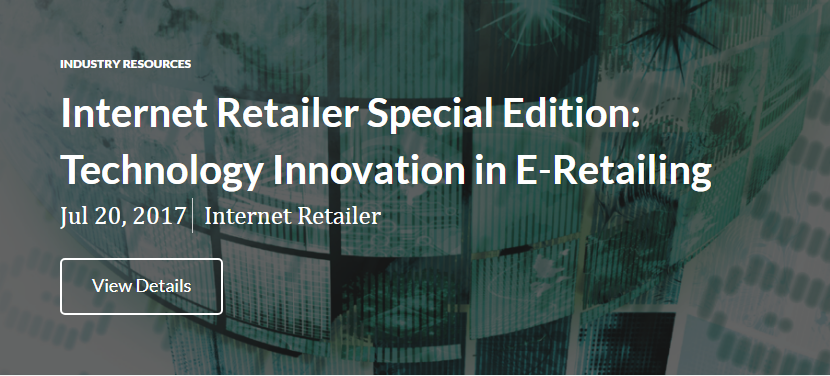 INDUSTRY RESOURCES
Internet Retailer Special Edition:
Technology Innovation in E-Retailing
Jul 20, 2017 Internet Retailer
View Details